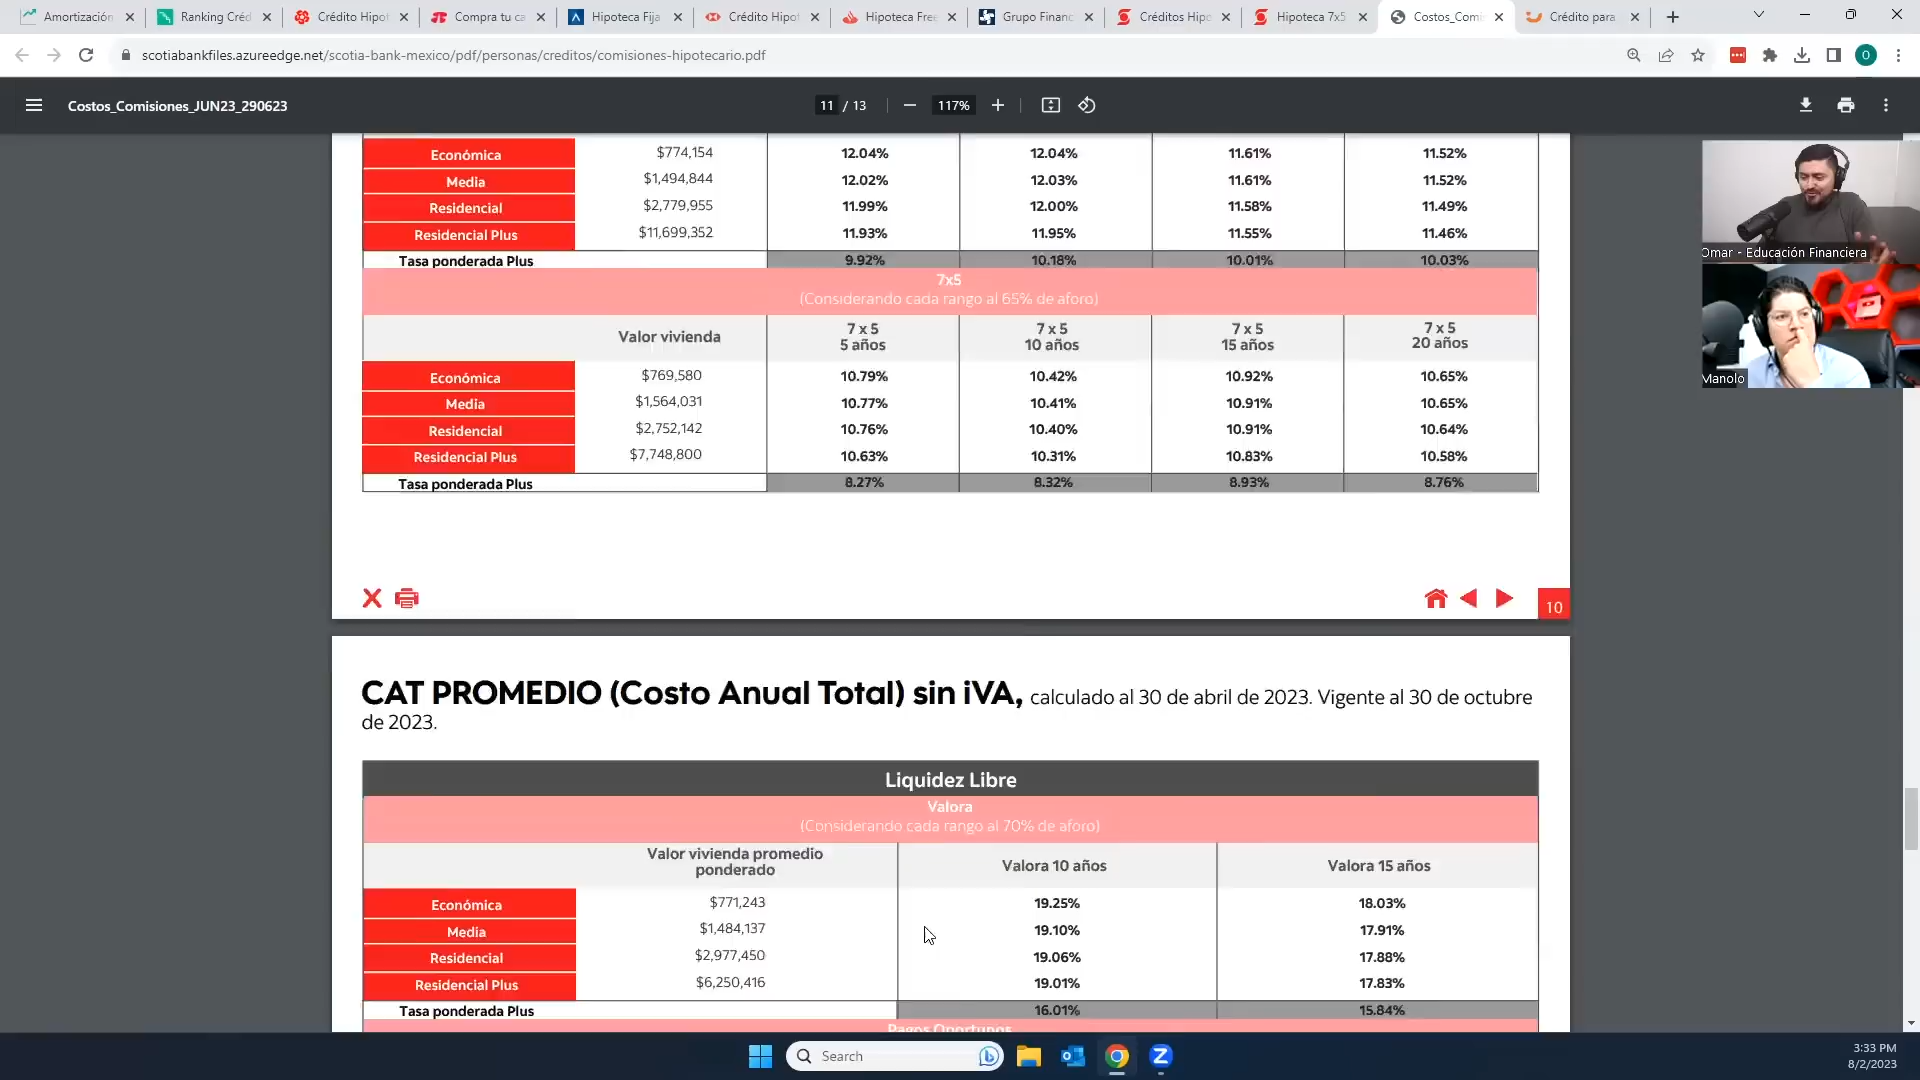 Amortización
Ranking Créd
Crédito Hipot
Compra tu ca
Hipoteca Fija
Crédito Hipot
Hipoteca Free
Grupo Financ
Créditos Hipo
Hipoteca 7x5
Costos_Comi
Crédito para
scotiabankfiles.azureedge.net/scotia-bank-mexico/pdf/personas/creditos/comisiones-hipotecario.pdf
O
Costos_Comisiones_JUN23_290623
11 / 13
117%
Económica $774,154 12.04% 12.04% 11.61% 11.52%
Media $1,494,844 12.02% 12.03% 11.61% 11.52%
Residencial $2,779,955 11.99% 12.00% 11.58% 11.49%
Residencial Plus $11,699,352 11.93% 11.95% 11.55% 11.46%
Tasa ponderada Plus 9.92% 10.18% 10.01% 10.03%
7x5
(Considerando cada rango al 65% de aforo)
Valor vivienda
7 x 5
5 años
7 x 5
10 años
7 x 5
15 años
7 x 5
20 años
Económica $769,580 10.79% 10.42% 10.92% 10.65%
Media $1,564,031 10.77% 10.41% 10.91% 10.65%
Residencial $2,752,142 10.76% 10.40% 10.91% 10.64%
Residencial Plus $7,748,800 10.63% 10.31% 10.83% 10.58%
Tasa ponderada Plus 8.27% 8.32% 8.93% 8.76%
10
CAT PROMEDIO (Costo Anual Total) sin iVA, calculado al 30 de abril de 2023. Vigente al 30 de octubre
de 2023.
Liquidez Libre
Valora
(Considerando cada rango al 70% de aforo)
Valor vivienda promedio
ponderado
Valora 10 años
Valora 15 años
Económica $771,243 19.25% 18.03%
Media $1,484,137 19.10% 17.91%
Residencial $2,977,450 19.06% 17.88%
Residencial Plus $6,250,416 19.01% 17.83%
Tasa ponderada Plus 16.01% 15.84%
Pagos Oportunos
Omar - Educación Financiera
Manolo
Search
3:33 PM
8/2/2023